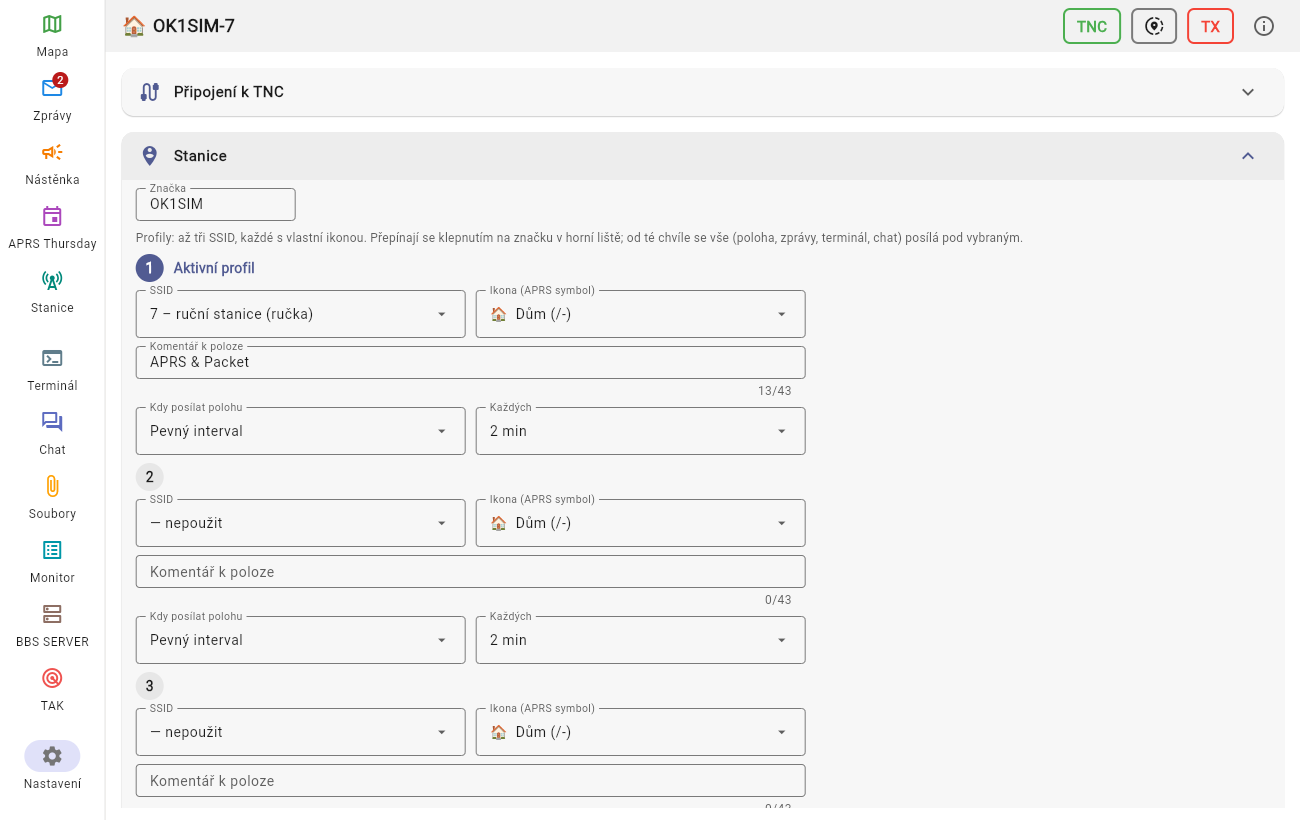 Mapa
2
Zprávy
Nástěnka
APRS Thursday
Stanice
Terminál
Chat
Soubory
Monitor
BBS SERVER
TAK
Nastavení
OK1SIM-7
TNC
TX
Připojení k TNC
Stanice
Značka
OK1SIM
Profily: až tři SSID, každé s vlastní ikonou. Přepínají se klepnutím na značku v horní liště; od té chvíle se vše (poloha, zprávy, terminál, chat) posílá pod vybraným.
1 Aktivní profil
SSID
7 – ruční stanice (ručka)
Ikona (APRS symbol)
Dům (/-)
Komentář k poloze
APRS & Packet
13/43
Kdy posílat polohu
Pevný interval
Každých
2 min
2
SSID
— nepoužit
Ikona (APRS symbol)
Dům (/-)
Komentář k poloze
0/43
Kdy posílat polohu
Pevný interval
Každých
2 min
3
SSID
— nepoužit
Ikona (APRS symbol)
Dům (/-)
Komentář k poloze
0/43